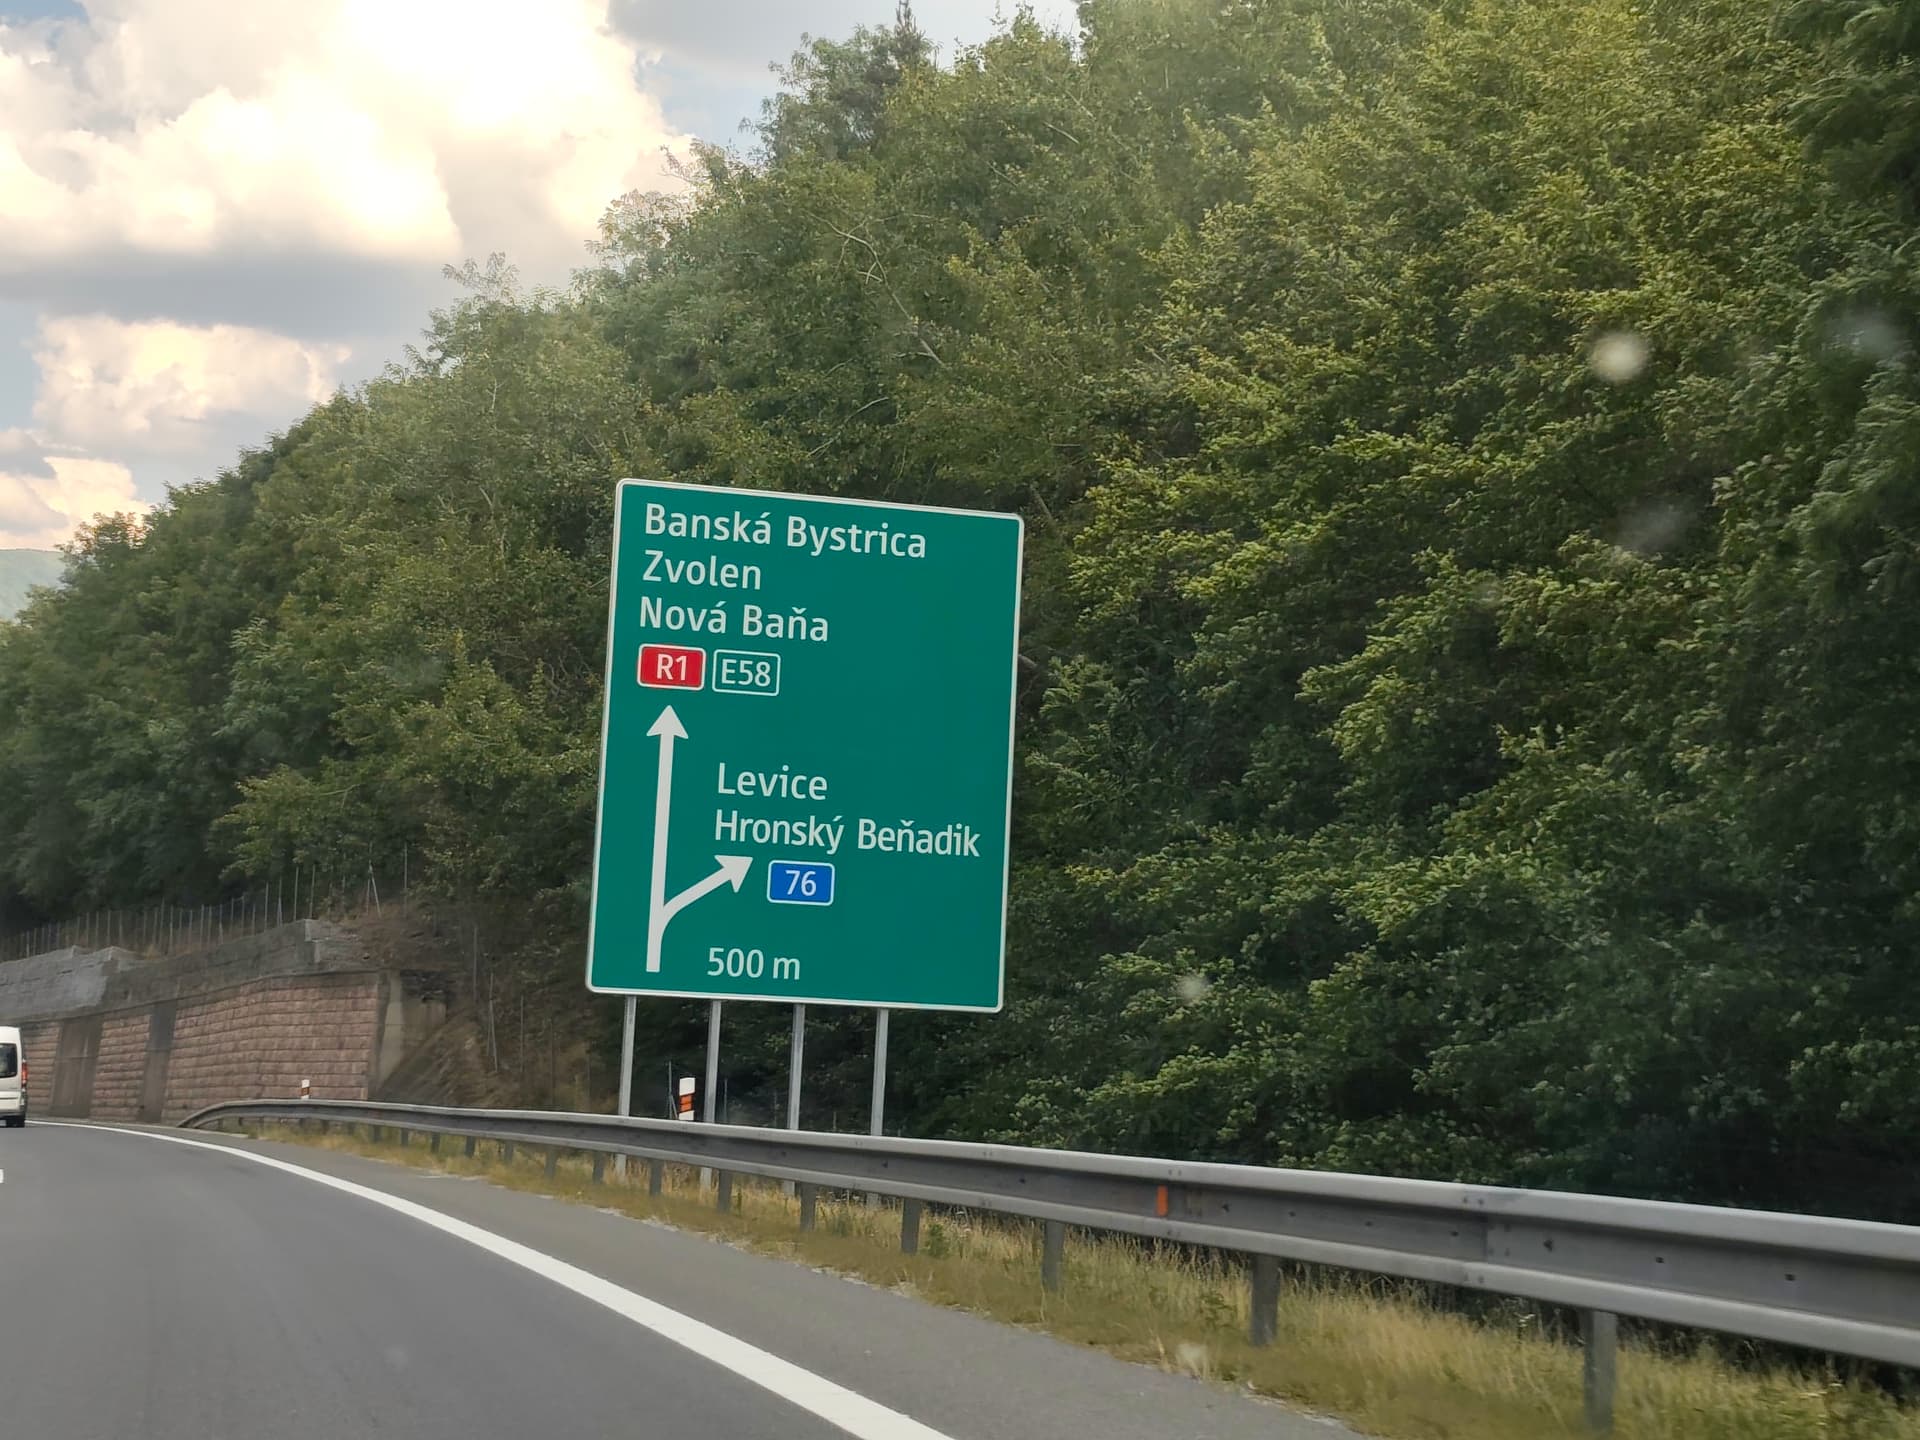 Banská Bystrica
Zvolen
Nová Baňa
R1 E58
Levice
Hronský Beňadik
76
500 m